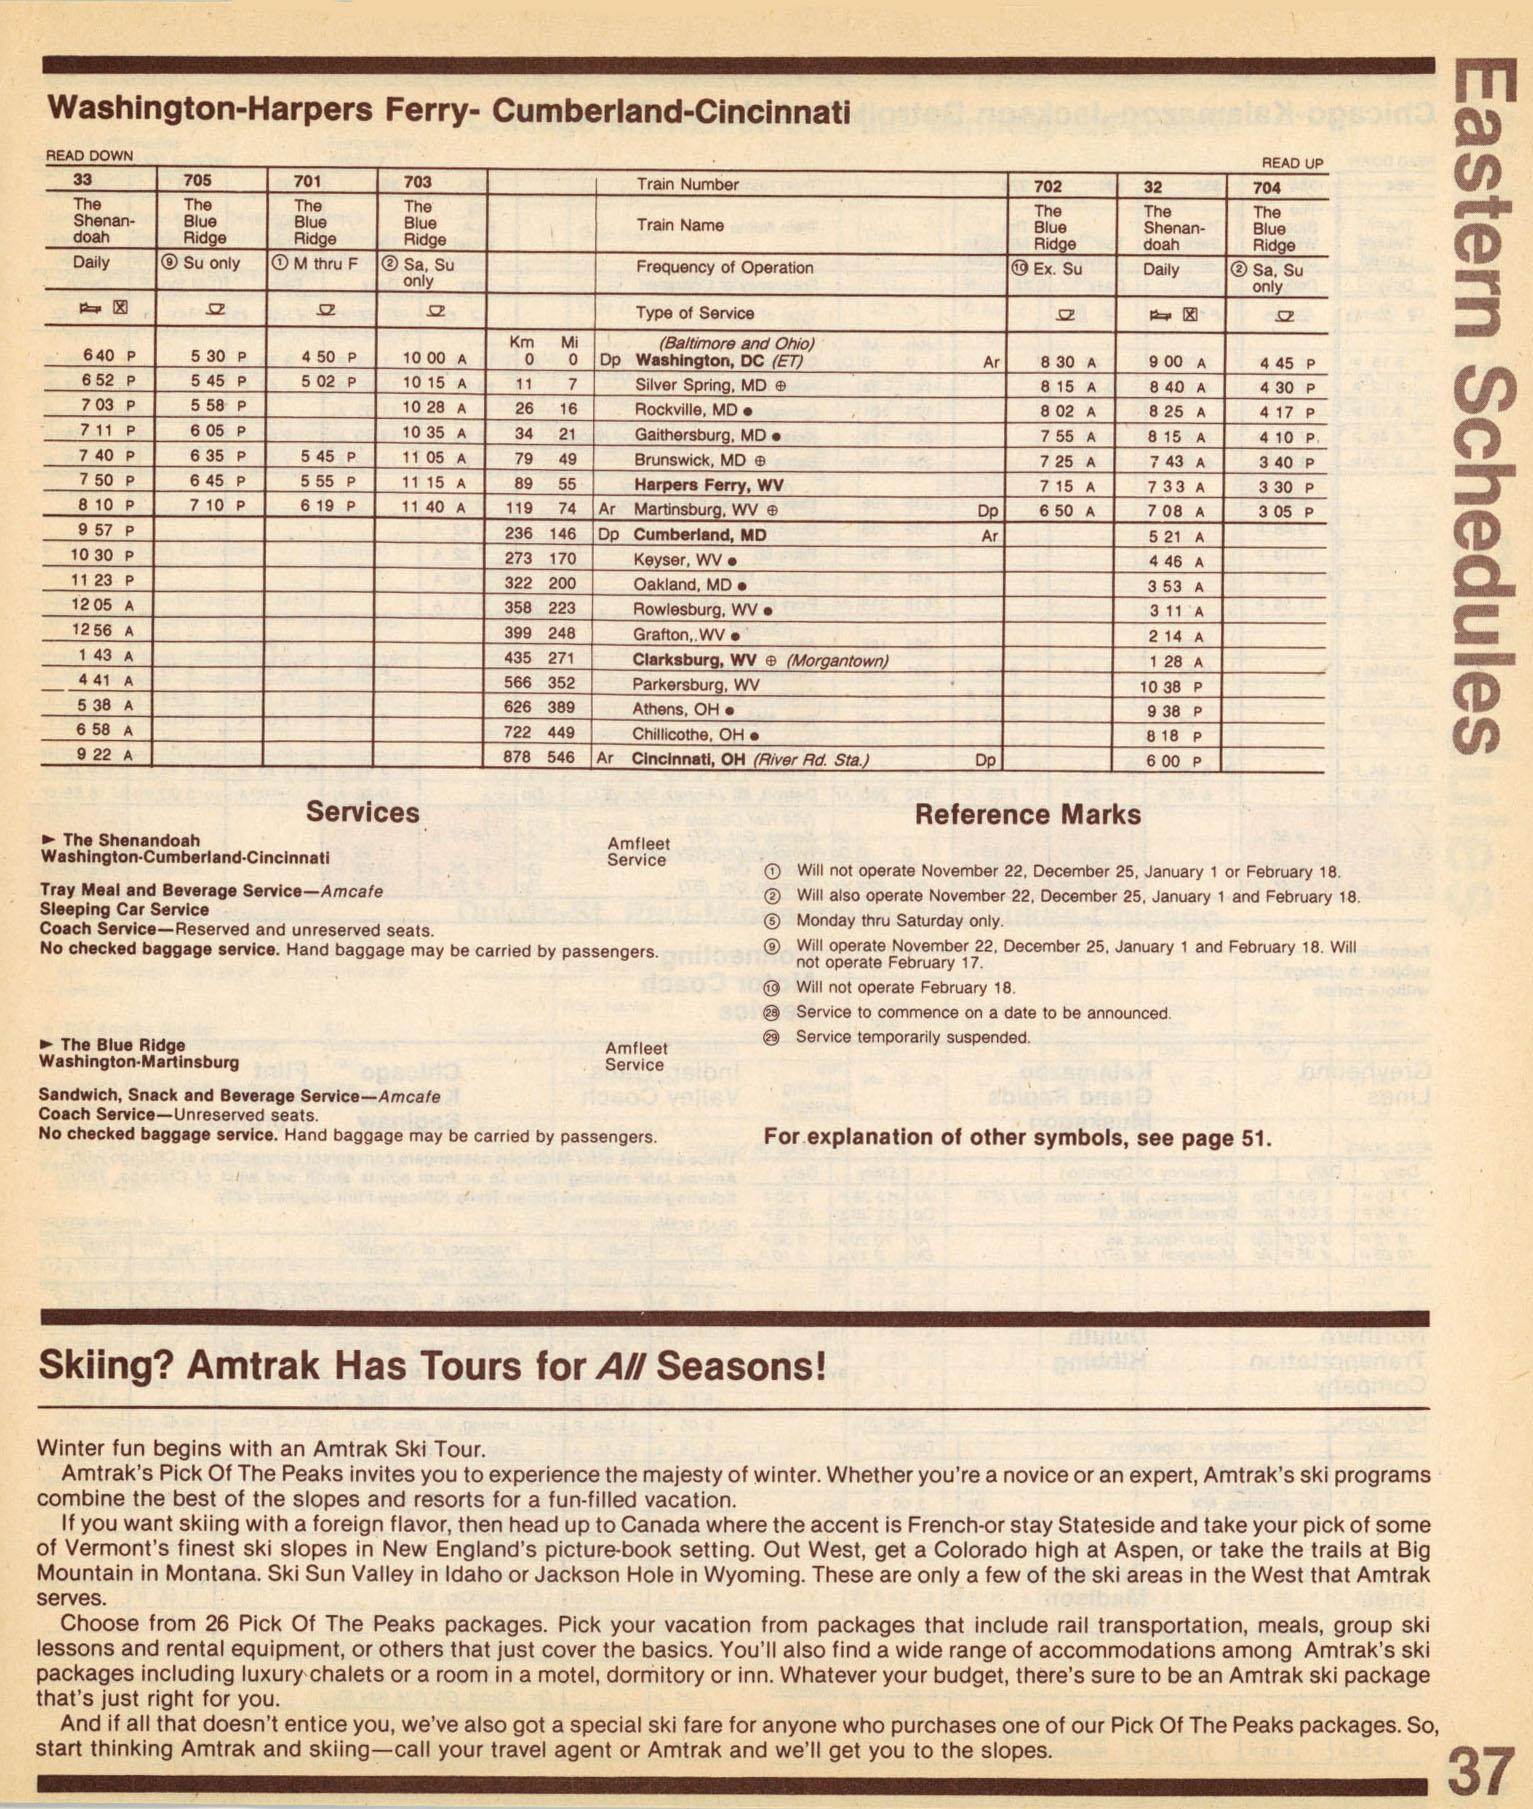 Eastern Schedules
Washington-Harpers Ferry- Cumberland-Cincinnati
READ DOWN READ UP
33 705 701 703 Train Number 702 32 704
The Shenan-doah The Blue Ridge The Blue Ridge The Blue Ridge Train Name The Blue Ridge The Shenan-doah The Blue Ridge
Daily ⑨ Su only ① M thru F ② Sa, Su only Frequency of Operation ⑩ Ex. Su Daily ② Sa, Su only
Type of Service
Km Mi (Baltimore and Ohio)
6 40 P 5 30 P 4 50 P 10 00 A 0 0 Dp Washington, DC (ET) Ar 8 30 A 9 00 A 4 45 P
6 52 P 5 45 P 5 02 P 10 15 A 11 7 Silver Spring, MD ⊕ 8 15 A 8 40 A 4 30 P
7 03 P 5 58 P 10 28 A 26 16 Rockville, MD ● 8 02 A 8 25 A 4 17 P
7 11 P 6 05 P 10 35 A 34 21 Gaithersburg, MD ● 7 55 A 8 15 A 4 10 P
7 40 P 6 35 P 5 45 P 11 05 A 79 49 Brunswick, MD ⊕ 7 25 A 7 43 A 3 40 P
7 50 P 6 45 P 5 55 P 11 15 A 89 55 Harpers Ferry, WV 7 15 A 7 33 A 3 30 P
8 10 P 7 10 P 6 19 P 11 40 A 119 74 Ar Martinsburg, WV ⊕ Dp 6 50 A 7 08 A 3 05 P
9 57 P 236 146 Dp Cumberland, MD Ar 5 21 A
10 30 P 273 170 Keyser, WV ● 4 46 A
11 23 P 322 200 Oakland, MD ● 3 53 A
12 05 A 358 223 Rowlesburg, WV ● 3 11 A
12 56 A 399 248 Grafton, WV ● 2 14 A
1 43 A 435 271 Clarksburg, WV ⊕ (Morgantown) 1 28 A
4 41 A 566 352 Parkersburg, WV 10 38 P
5 38 A 626 389 Athens, OH ● 9 38 P
6 58 A 722 449 Chillicothe, OH ● 8 18 P
9 22 A 878 546 Ar Cincinnati, OH (River Rd. Sta.) Dp 6 00 P
Services
► The Shenandoah Amfleet
Washington-Cumberland-Cincinnati Service
Tray Meal and Beverage Service—Amcafe
Sleeping Car Service
Coach Service—Reserved and unreserved seats.
No checked baggage service. Hand baggage may be carried by passengers.
► The Blue Ridge Amfleet
Washington-Martinsburg Service
Sandwich, Snack and Beverage Service—Amcafe
Coach Service—Unreserved seats.
No checked baggage service. Hand baggage may be carried by passengers.
Reference Marks
① Will not operate November 22, December 25, January 1 or February 18.
② Will also operate November 22, December 25, January 1 and February 18.
⑤ Monday thru Saturday only.
⑨ Will operate November 22, December 25, January 1 and February 18. Will
not operate February 17.
⑩ Will not operate February 18.
㉘ Service to commence on a date to be announced.
㉙ Service temporarily suspended.
For explanation of other symbols, see page 51.
Skiing? Amtrak Has Tours for All Seasons!
Winter fun begins with an Amtrak Ski Tour.
Amtrak's Pick Of The Peaks invites you to experience the majesty of winter. Whether you're a novice or an expert, Amtrak's ski programs
combine the best of the slopes and resorts for a fun-filled vacation.
If you want skiing with a foreign flavor, then head up to Canada where the accent is French-or stay Stateside and take your pick of some
of Vermont's finest ski slopes in New England's picture-book setting. Out West, get a Colorado high at Aspen, or take the trails at Big
Mountain in Montana. Ski Sun Valley in Idaho or Jackson Hole in Wyoming. These are only a few of the ski areas in the West that Amtrak
serves.
Choose from 26 Pick Of The Peaks packages. Pick your vacation from packages that include rail transportation, meals, group ski
lessons and rental equipment, or others that just cover the basics. You'll also find a wide range of accommodations among Amtrak's ski
packages including luxury chalets or a room in a motel, dormitory or inn. Whatever your budget, there's sure to be an Amtrak ski package
that's just right for you.
And if all that doesn't entice you, we've also got a special ski fare for anyone who purchases one of our Pick Of The Peaks packages. So,
start thinking Amtrak and skiing—call your travel agent or Amtrak and we'll get you to the slopes.
37